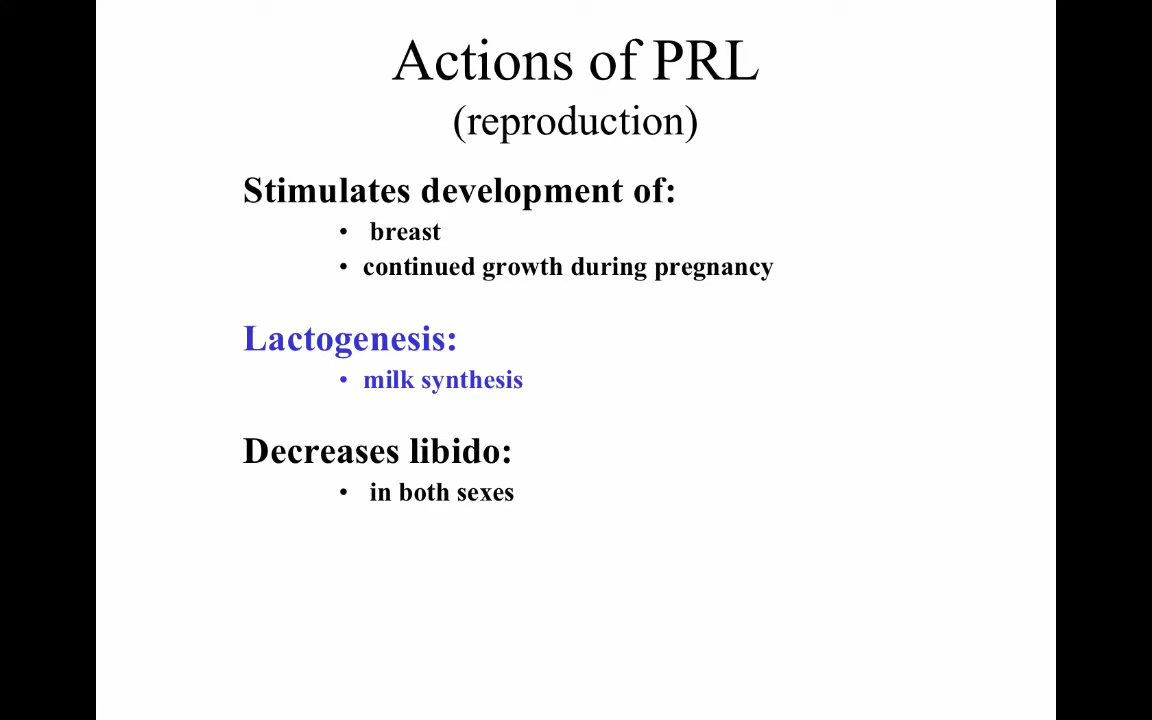 Actions of PRL
(reproduction)
Stimulates development of:
• breast
• continued growth during pregnancy
Lactogenesis:
• milk synthesis
Decreases libido:
• in both sexes